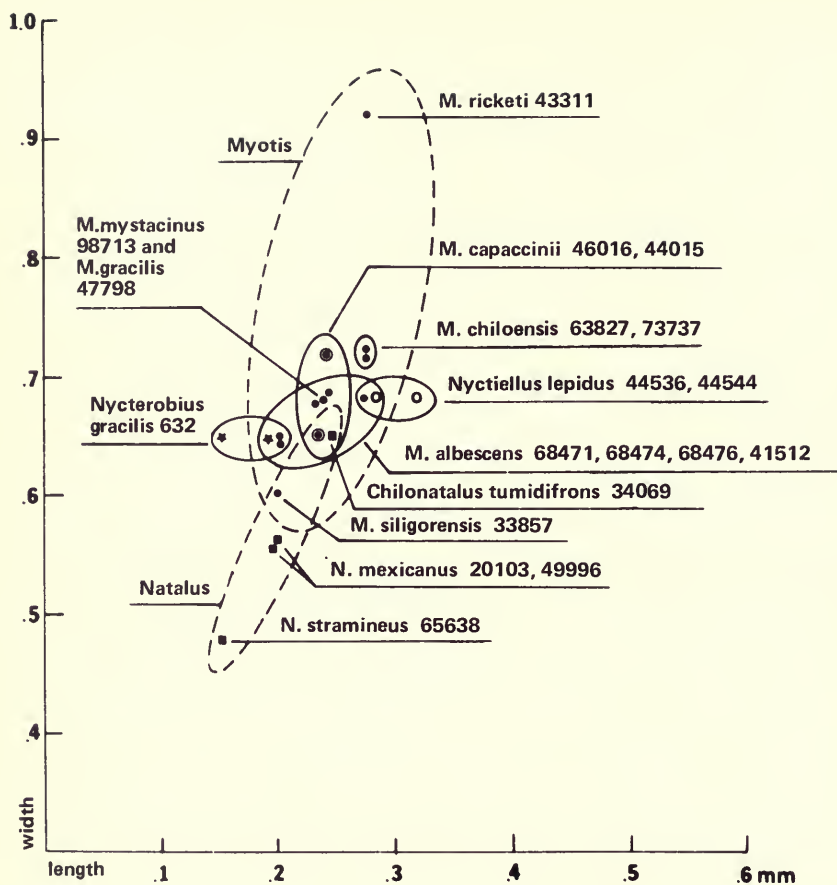 1.0
M. ricketi 43311
.9
Myotis
M.mystacinus
98713 and
M.gracilis
47798
.8
M. capaccinii 46016, 44015
M. chiloensis 63827, 73737
.7
Nyctiellus lepidus 44536, 44544
Nycterobius
gracilis 632
M. albescens 68471, 68474, 68476, 41512
Chilonatalus tumidifrons 34069
.6
M. siligorensis 33857
N. mexicanus 20103, 49996
Natalus
.5
N. stramineus 65638
.4
width
length
.1
.2
.3
.4
.5
.6 mm